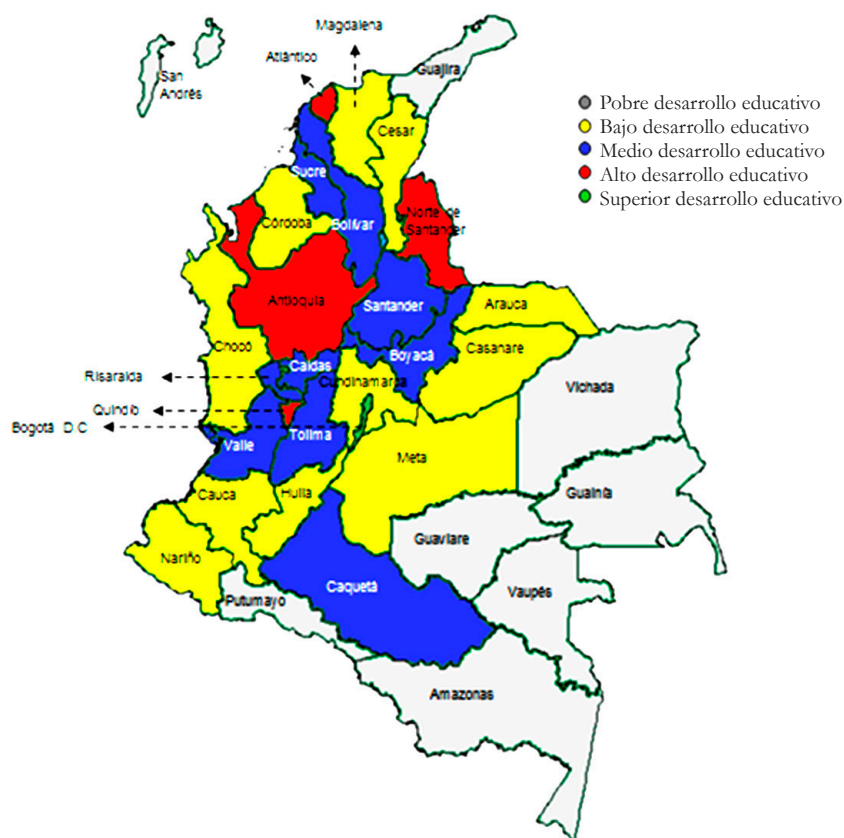 Magdalena
Atlántico
Guajira
San
Andrés
Cesar
Pobre desarrollo educativo
Bajo desarrollo educativo
Medio desarrollo educativo
Alto desarrollo educativo
Superior desarrollo educativo
Sucre
Córdoba
Bolívar
Norte de
Santander
Antioquia
Santander
Arauca
Chocó
Boyacá
Casanare
Caldas
Risaralda
Cundinamarca
Vichada
Quindío
Bogotá D.C
Valle
Tolima
Meta
Cauca
Huila
Guainía
Guaviare
Nariño
Caquetá
Vaupés
Putumayo
Amazonas